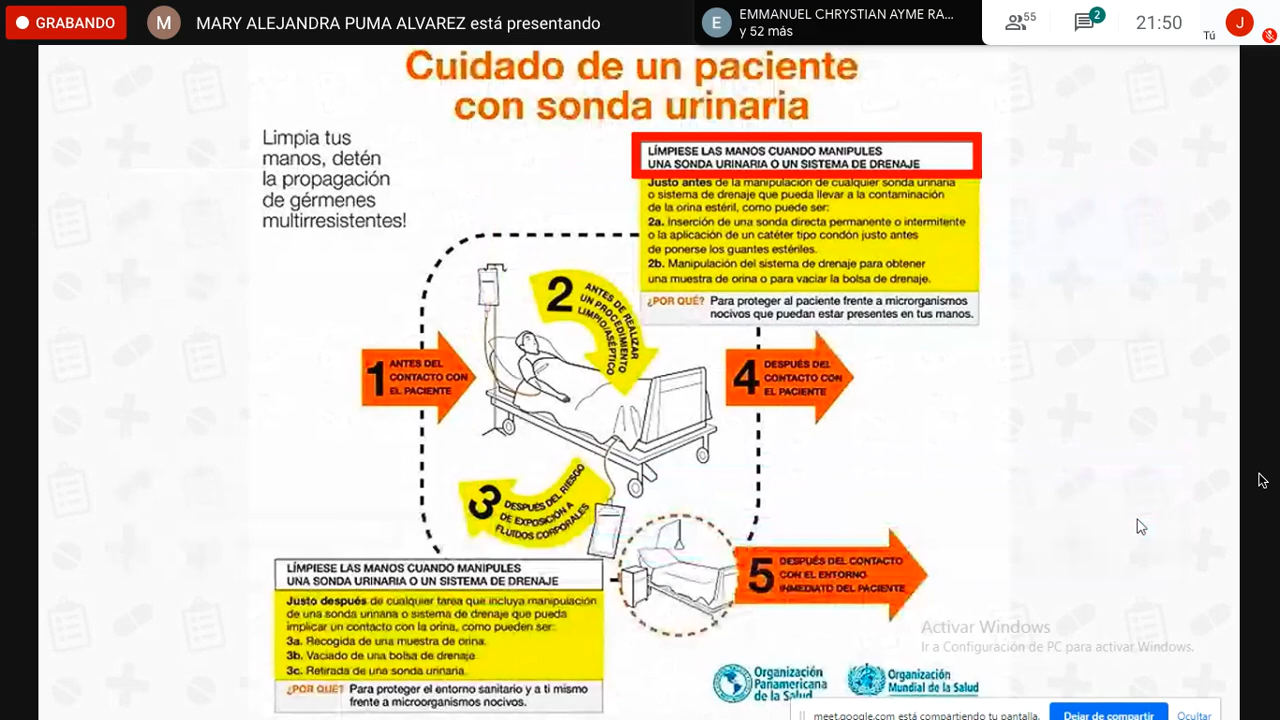 GRABANDO
M
MARY ALEJANDRA PUMA ALVAREZ está presentando
E
EMMANUEL CHRYSTIAN AYME RA...
y 52 más
55
2
21:50
Tú
J
Cuidado de un paciente
con sonda urinaria
Limpia tus
manos, detén
la propagación
de gérmenes
multirresistentes!
LÍMPIESE LAS MANOS CUANDO MANIPULES
UNA SONDA URINARIA O UN SISTEMA DE DRENAJE
Justo antes de la manipulación de cualquier sonda urinaria
o sistema de drenaje que pueda llevar a la contaminación
de la orina estéril, como puede ser:
2a. Inserción de una sonda directa permanente o intermitente
o la aplicación de un catéter tipo condón justo antes
de ponerse los guantes estériles.
2b. Manipulación del sistema de drenaje para obtener
una muestra de orina o para vaciar la bolsa de drenaje.
¿POR QUÉ? Para proteger al paciente frente a microrganismos
nocivos que puedan estar presentes en tus manos.
1 ANTES DEL
CONTACTO CON
EL PACIENTE
2 ANTES DE REALIZAR
UN PROCEDIMIENTO
LIMPIO/ASÉPTICO
4 DESPUÉS DEL
CONTACTO CON
EL PACIENTE
3 DESPUÉS DEL RIESGO
DE EXPOSICIÓN A
FLUIDOS CORPORALES
5 DESPUÉS DEL CONTACTO
CON EL ENTORNO
INMEDIATO DEL PACIENTE
LÍMPIESE LAS MANOS CUANDO MANIPULES
UNA SONDA URINARIA O UN SISTEMA DE DRENAJE
Justo después de cualquier tarea que incluya manipulación
de una sonda urinaria o sistema de drenaje que pueda
implicar un contacto con la orina, como pueden ser:
3a. Recogida de una muestra de orina.
3b. Vaciado de una bolsa de drenaje
3c. Retirada de una sonda urinaria.
¿POR QUÉ? Para proteger el entorno sanitario y a ti mismo
frente a microorganismos nocivos.
Activar Windows
Ir a Configuración de PC para activar Windows.
Organización
Panamericana
de la Salud
Organización
Mundial de la Salud
meet.google.com está compartiendo tu pantalla.
Dejar de compartir
Ocultar